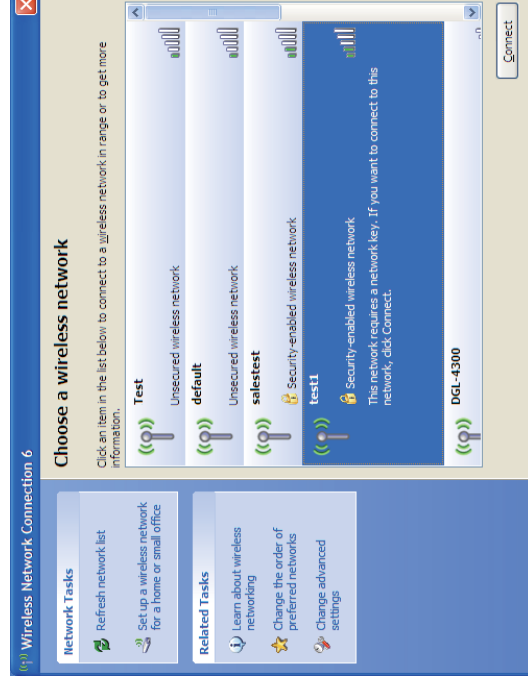 Wireless Network Connection 6
Network Tasks
Refresh network list
Set up a wireless network
for a home or small office
Related Tasks
Learn about wireless
networking
Change the order of
preferred networks
Change advanced
settings
Choose a wireless network
Click an item in the list below to connect to a wireless network in range or to get more
information.
Test
Unsecured wireless network
default
Unsecured wireless network
salestest
Security-enabled wireless network
test1
Security-enabled wireless network
This network requires a network key. If you want to connect to this
network, click Connect.
DGL-4300
Connect